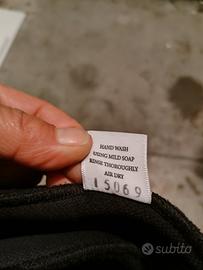 HAND WASH
USING MILD SOAP
RINSE THOROUGHLY
AIR DRY
15069
subito